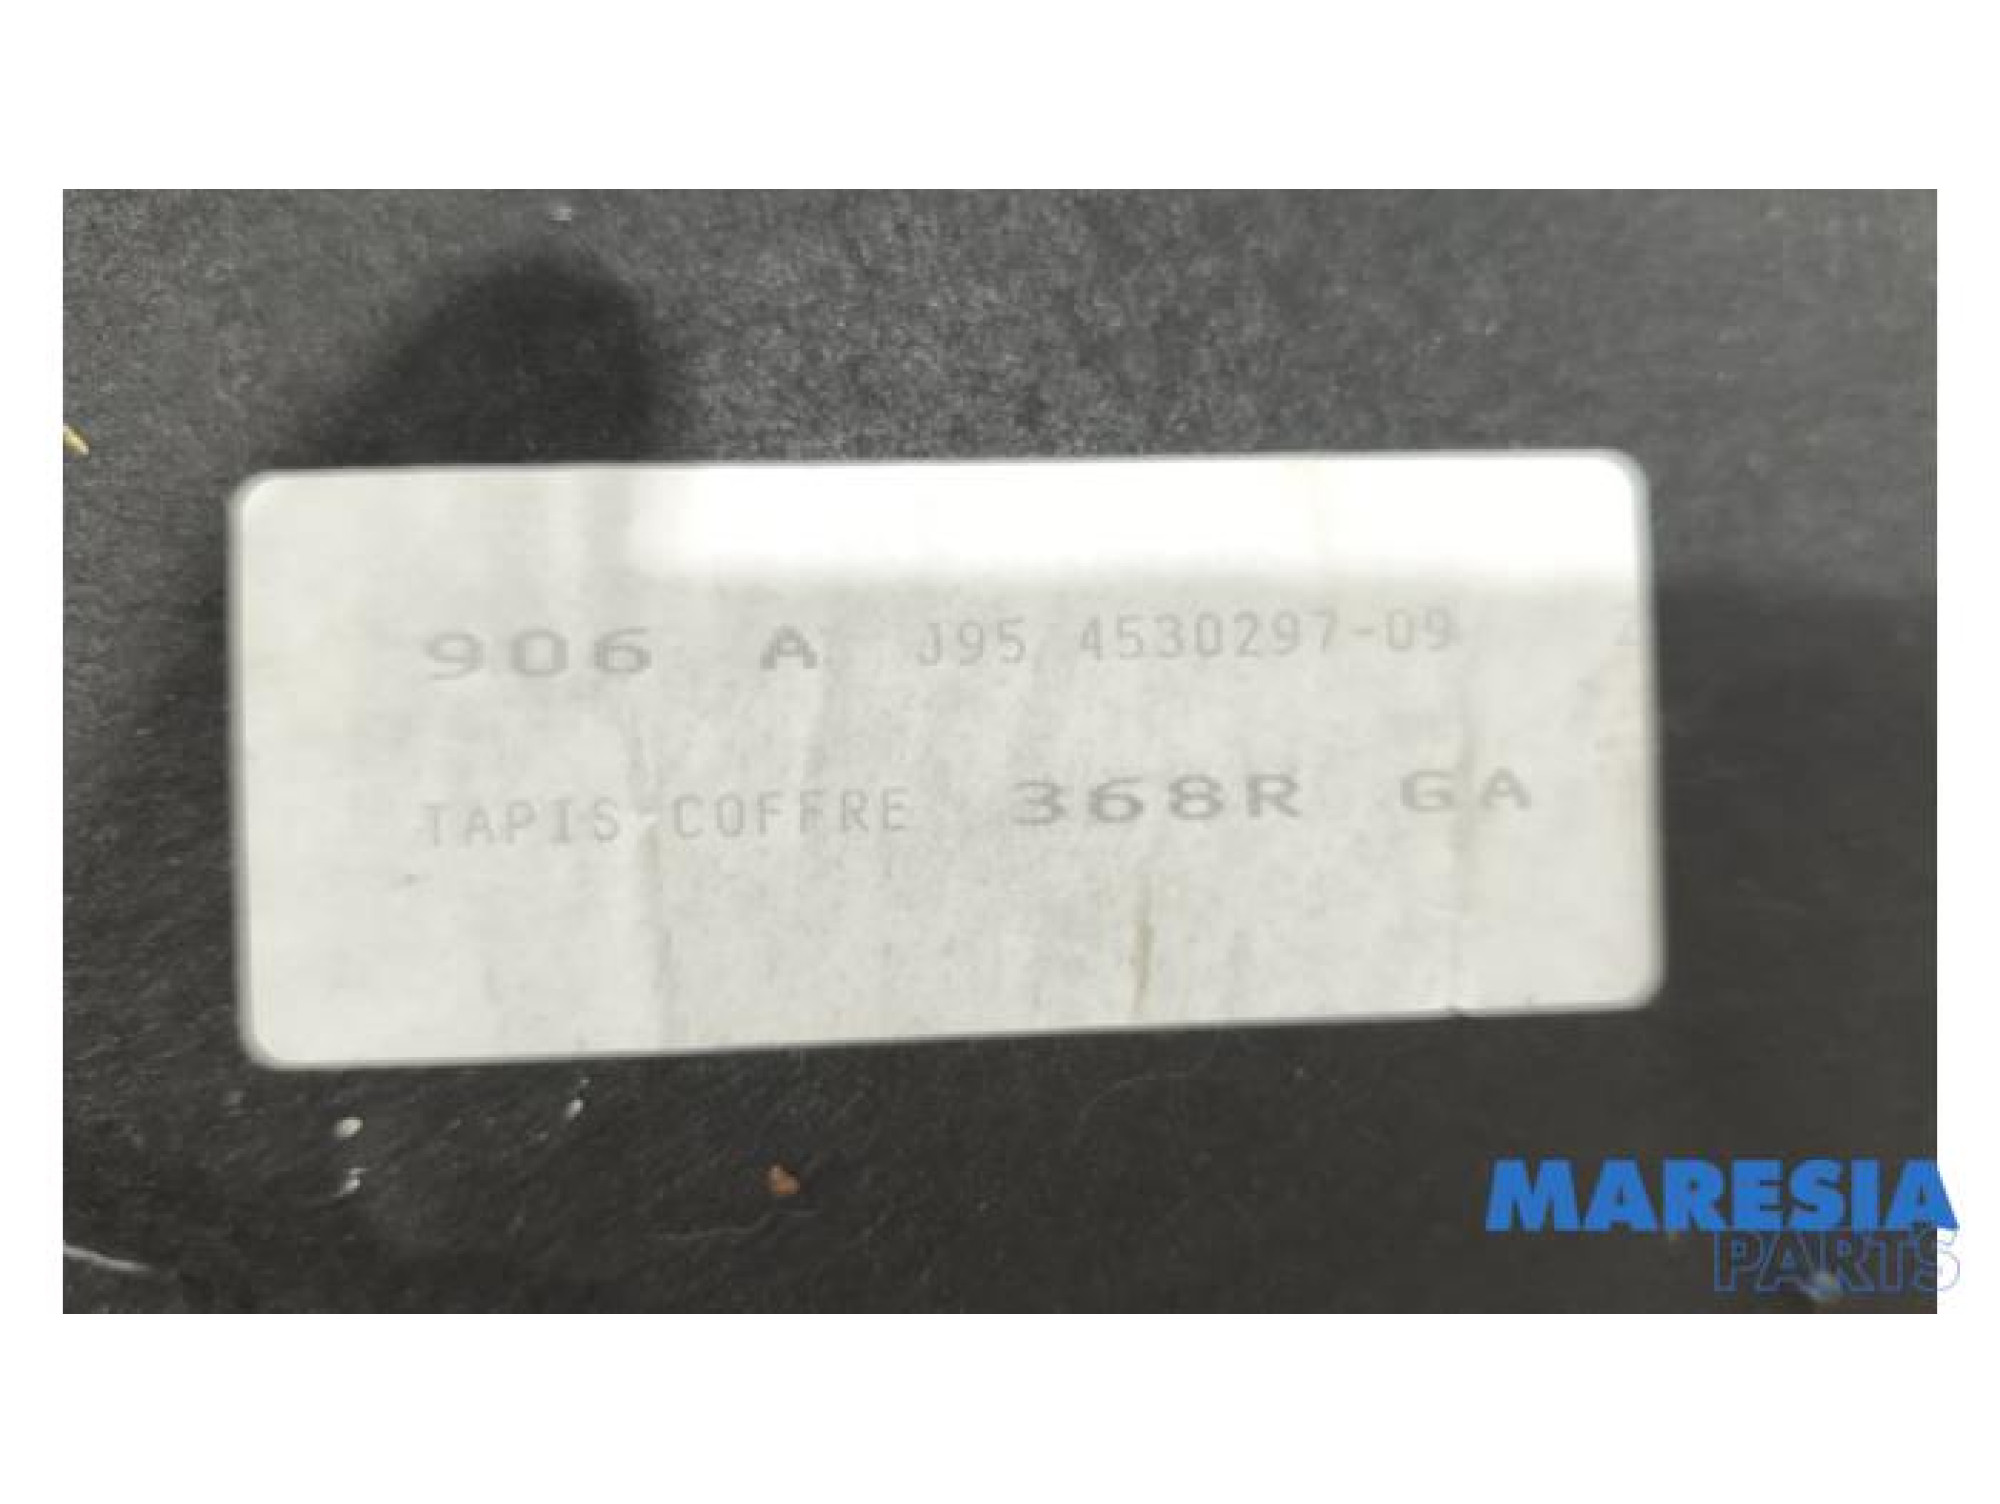 906 A J95 4530297-09
TAPIS COFFRE 368R GA
MARESIA
PARTS